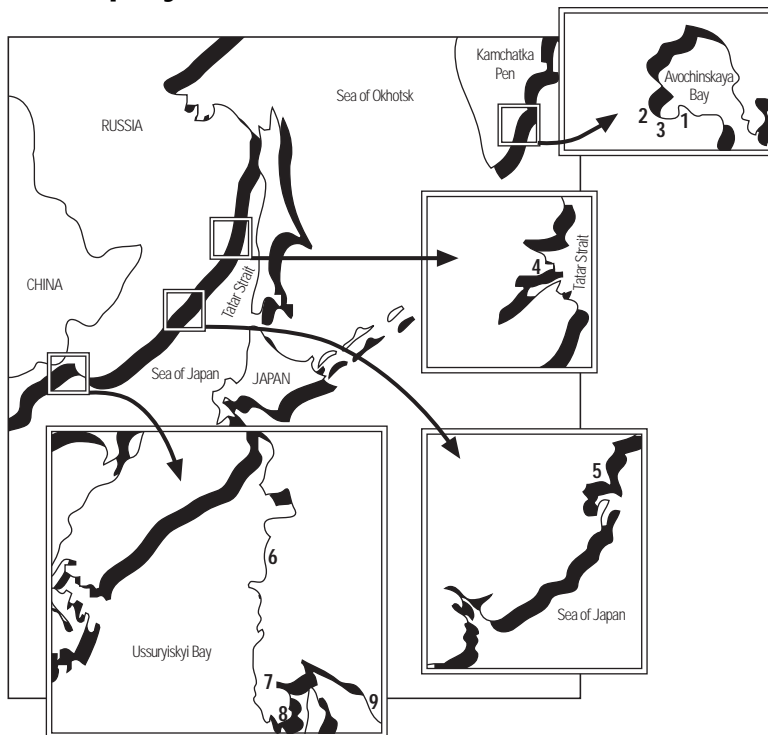 Kamchatka
Pen
Avochinskaya
Bay
2
3
1
Sea of Okhotsk
RUSSIA
4
Tatar Strait
CHINA
Tatar Strait
Sea of Japan
JAPAN
5
6
Sea of Japan
Ussuryiskyi Bay
7
8
9